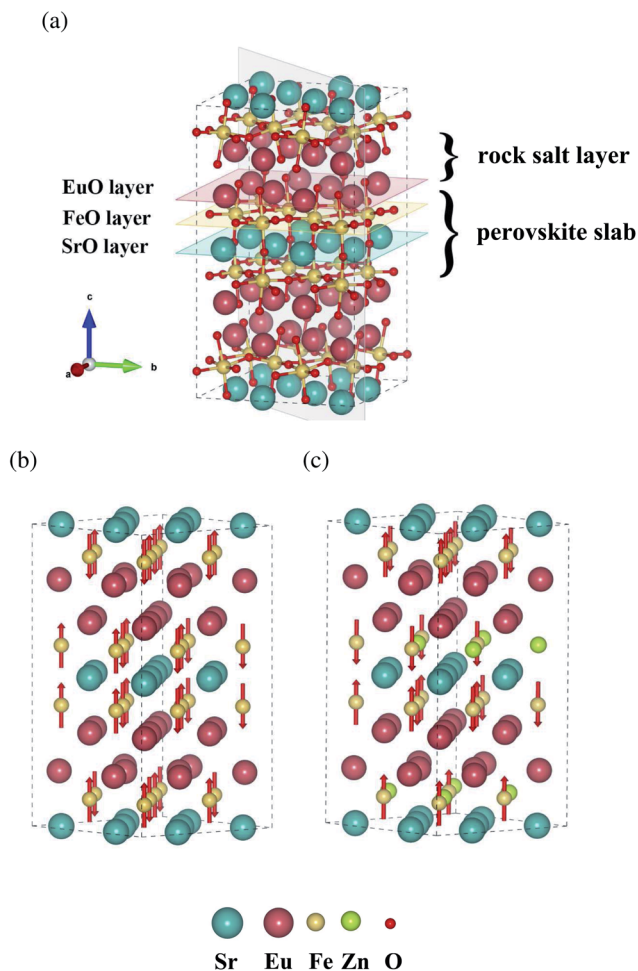 (a)
rock salt layer
EuO layer
FeO layer
perovskite slab
SrO layer
c
a
b
(b)
(c)
Sr Eu Fe Zn O